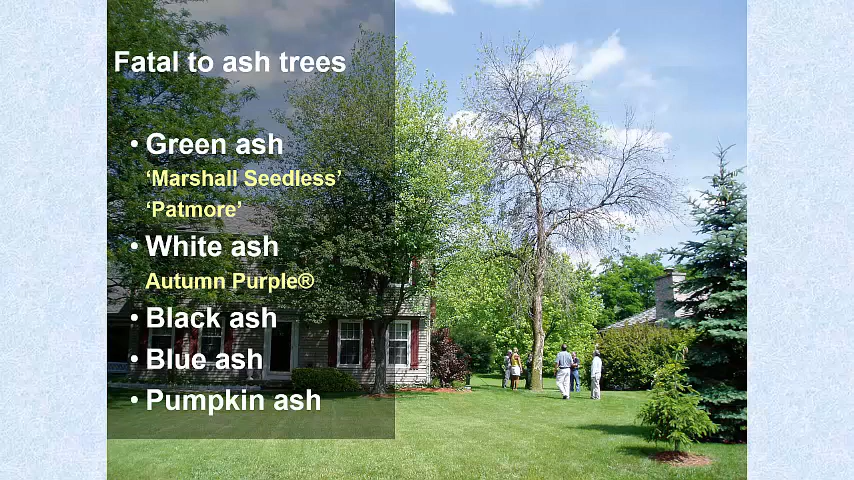 Fatal to ash trees
• Green ash
‘Marshall Seedless’
‘Patmore’
• White ash
Autumn Purple®
• Black ash
• Blue ash
• Pumpkin ash